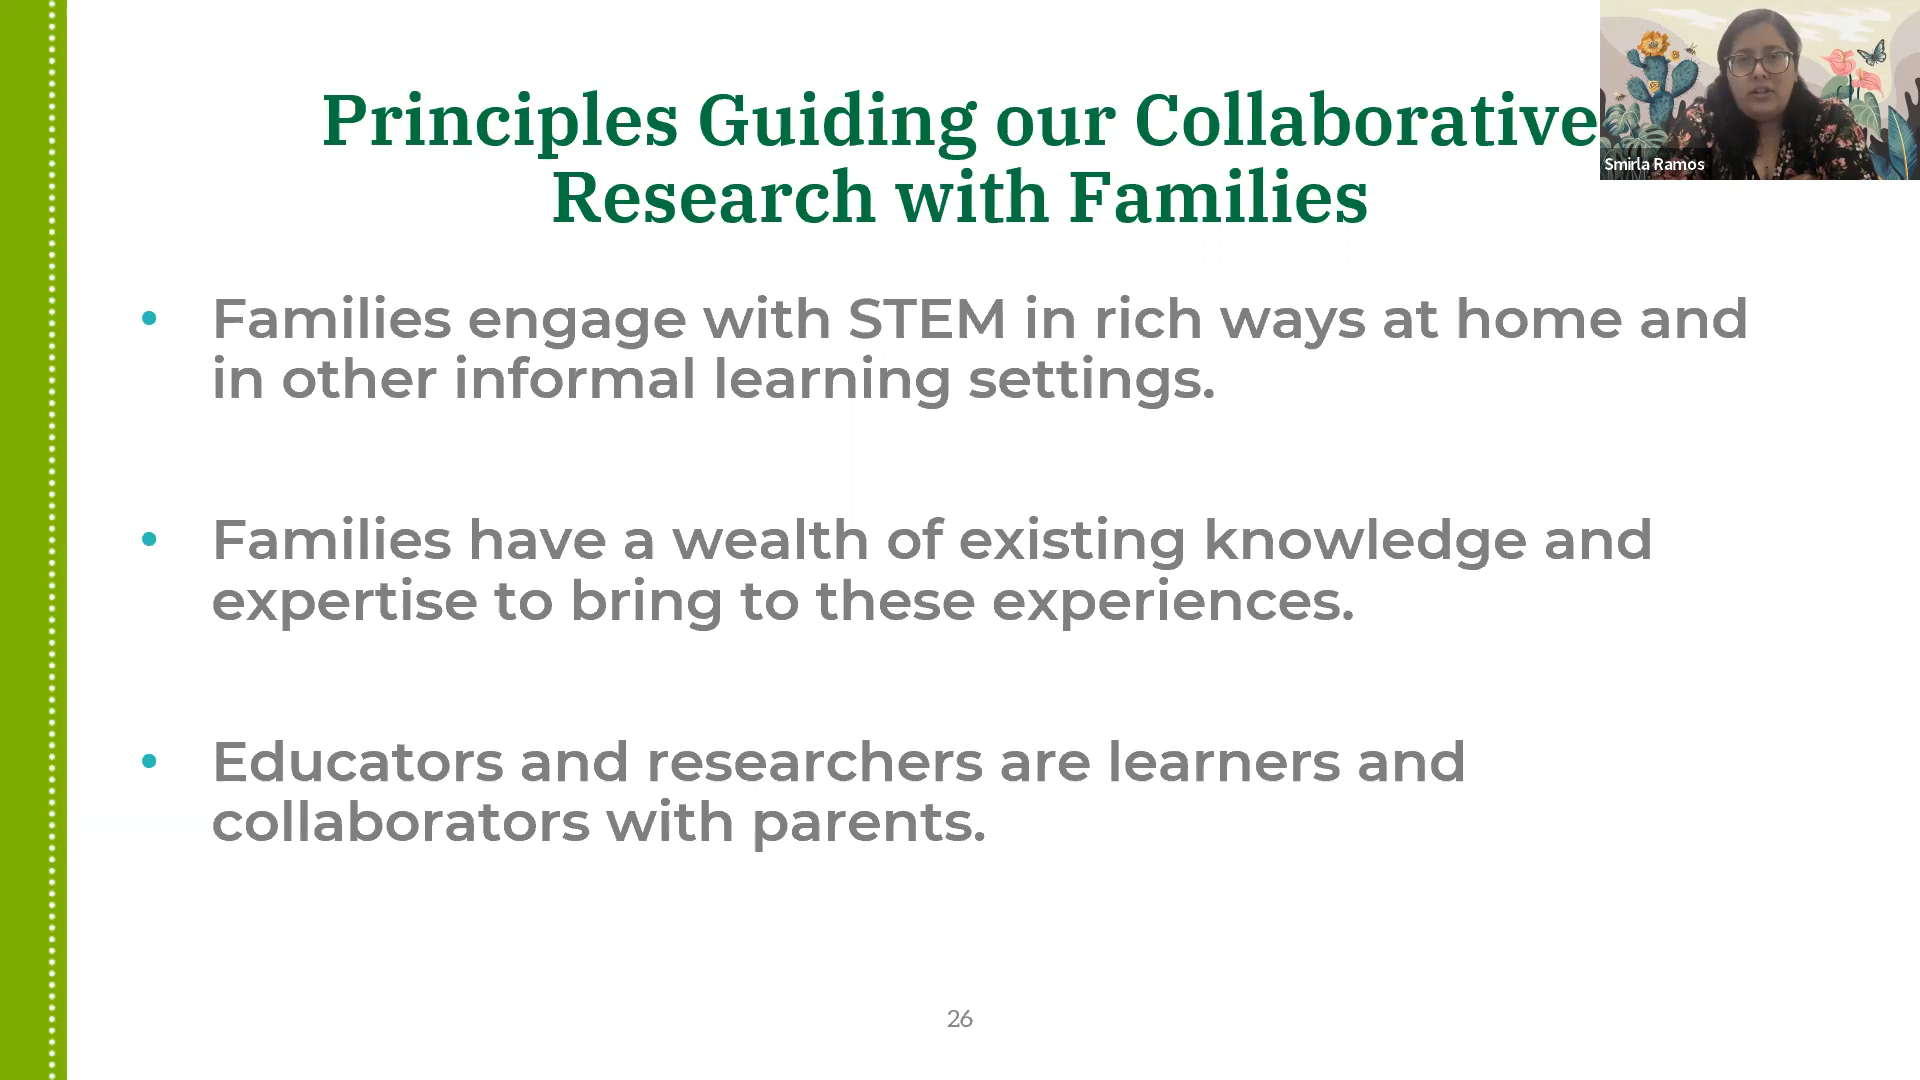 Principles Guiding our Collaborative
Research with Families
Smirla Ramos
• Families engage with STEM in rich ways at home and
in other informal learning settings.
• Families have a wealth of existing knowledge and
expertise to bring to these experiences.
• Educators and researchers are learners and
collaborators with parents.
26